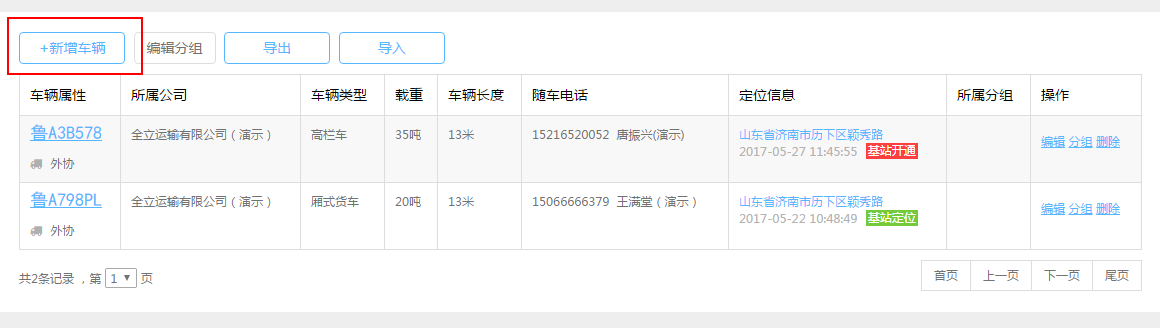 +新增车辆 编辑分组 导出 导入
车辆属性 所属公司 车辆类型 载重 车辆长度 随车电话 定位信息 所属分组 操作
鲁A3B578 全立运输有限公司（演示） 高栏车 35吨 13米 15216520052 唐振兴(演示) 山东省济南市历下区颖秀路 编辑 分组 删除
2017-05-27 11:45:55 基站开通
外协
鲁A798PL 全立运输有限公司（演示） 厢式货车 20吨 13米 15066666379 王满堂（演示） 山东省济南市历下区颖秀路 编辑 分组 删除
2017-05-22 10:48:49 基站定位
外协
共2条记录 ，第 1 页 首页 上一页 下一页 尾页